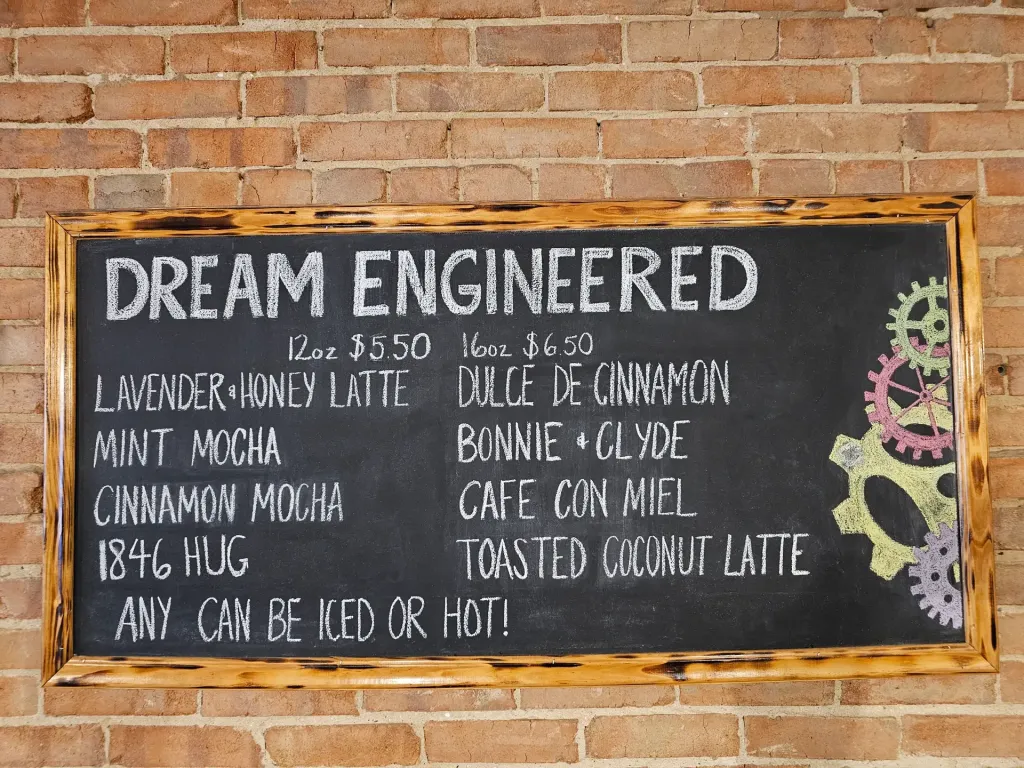 DREAM ENGINEERED
12oz $5.50 16oz $6.50
LAVENDER & HONEY LATTE
MINT MOCHA
CINNAMON MOCHA
1846 HUG
DULCE DE CINNAMON
BONNIE & CLYDE
CAFE CON MIEL
TOASTED COCONUT LATTE
ANY CAN BE ICED OR HOT!